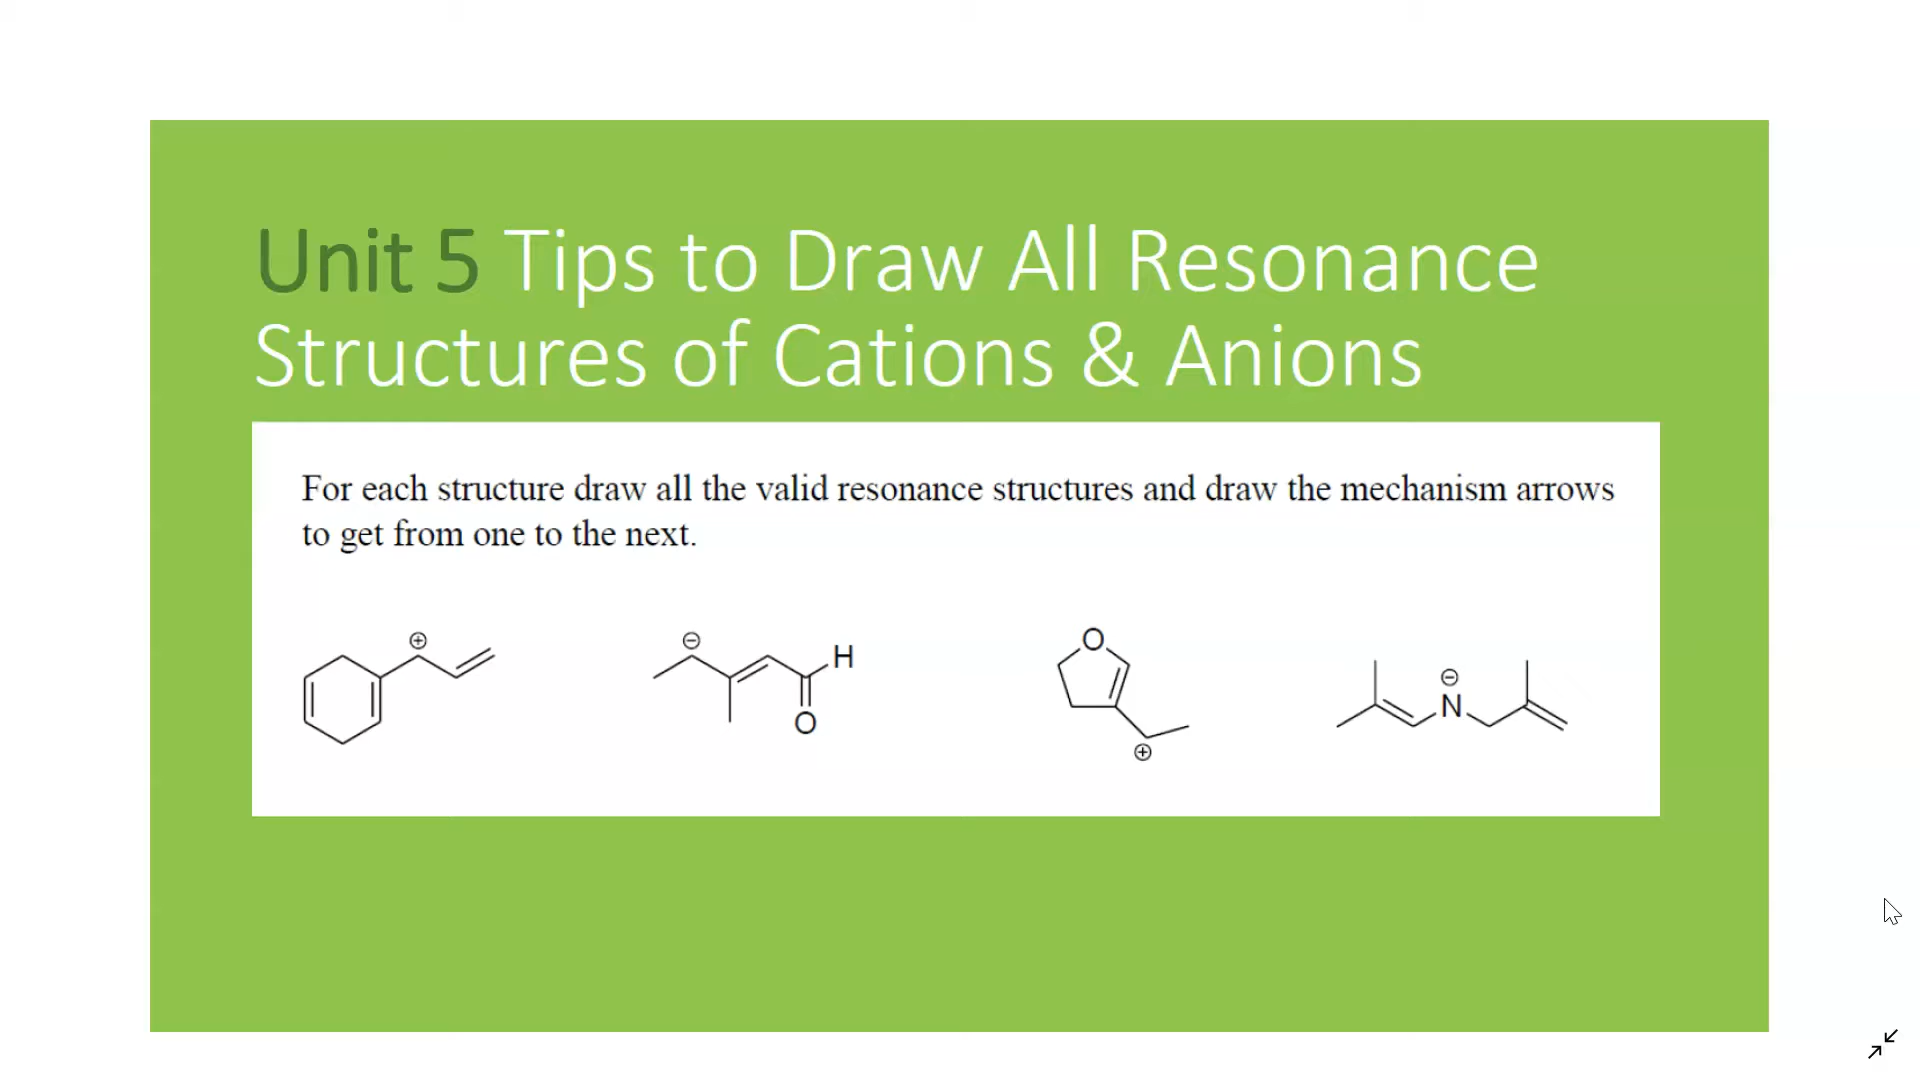 Unit 5 Tips to Draw All Resonance
Structures of Cations & Anions
For each structure draw all the valid resonance structures and draw the mechanism arrows
to get from one to the next.
⊕
⊖
H
O
O
⊕
⊖
N